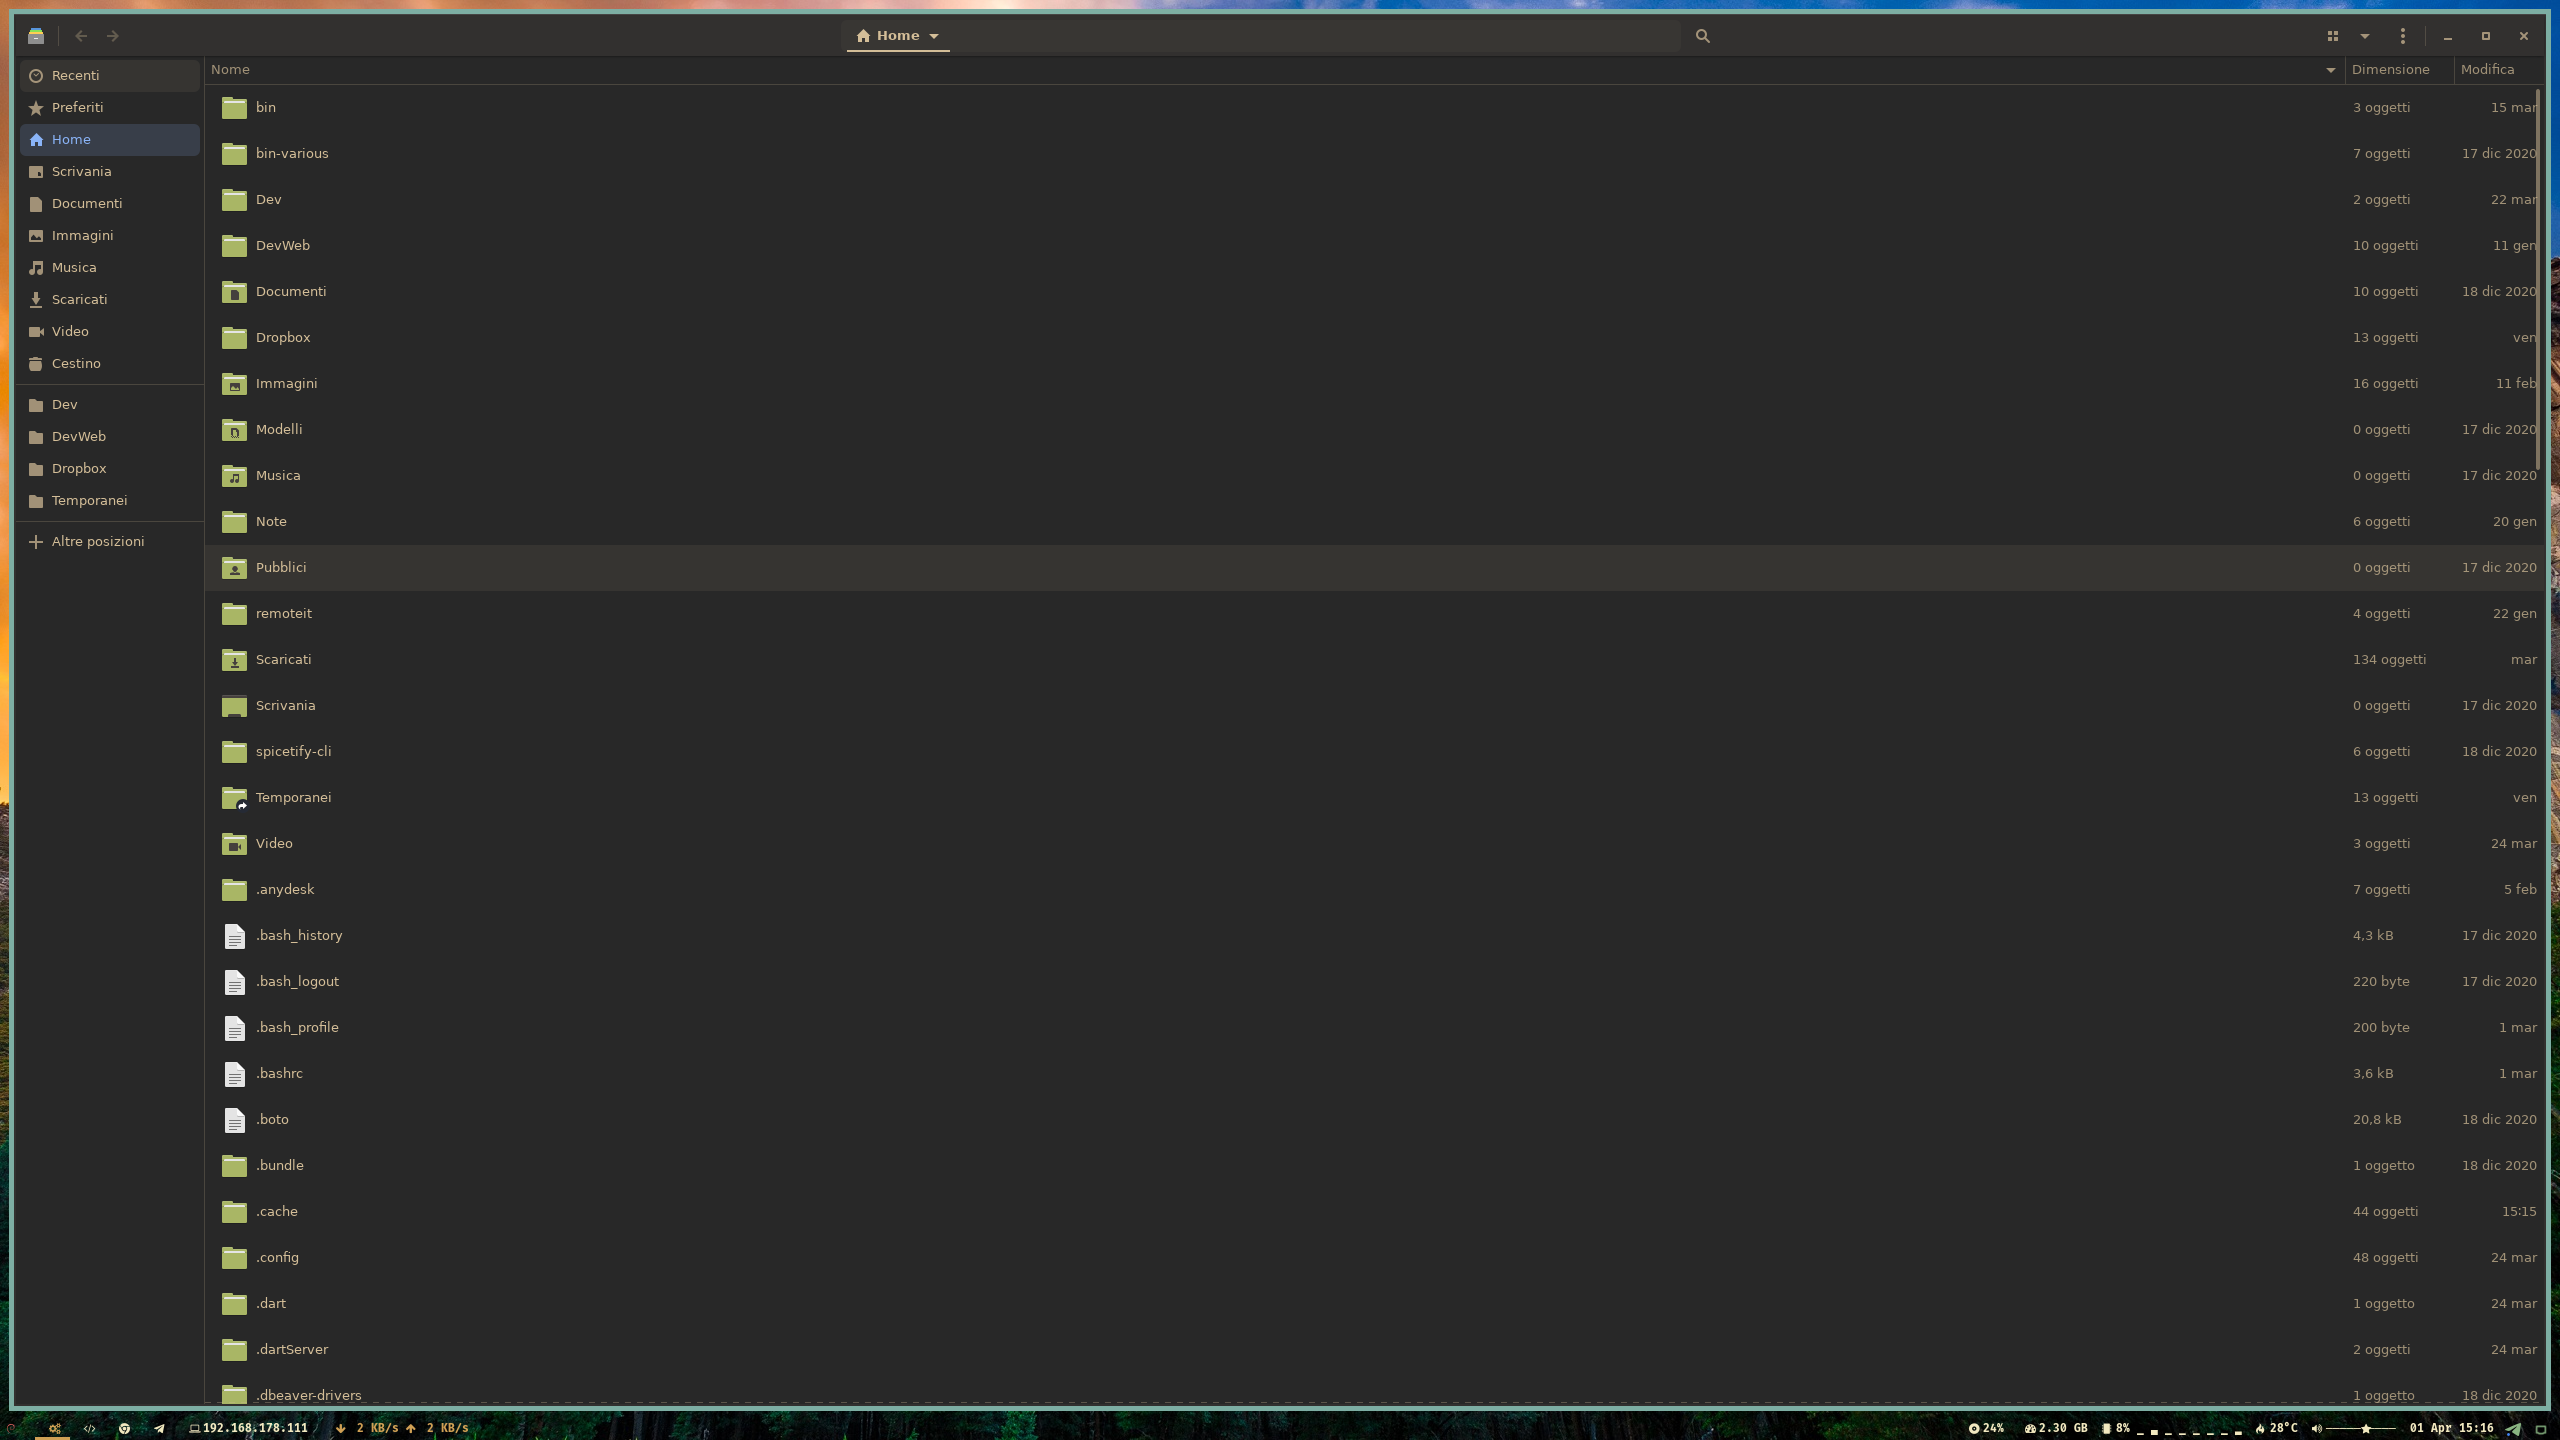 Home
Recenti
Preferiti
Home
Scrivania
Documenti
Immagini
Musica
Scaricati
Video
Cestino
Dev
DevWeb
Dropbox
Temporanei
Altre posizioni
Nome Dimensione Modifica
bin 3 oggetti 15 mar
bin-various 7 oggetti 17 dic 2020
Dev 2 oggetti 22 mar
DevWeb 10 oggetti 11 gen
Documenti 10 oggetti 18 dic 2020
Dropbox 13 oggetti ven
Immagini 16 oggetti 11 feb
Modelli 0 oggetti 17 dic 2020
Musica 0 oggetti 17 dic 2020
Note 6 oggetti 20 gen
Pubblici 0 oggetti 17 dic 2020
remoteit 4 oggetti 22 gen
Scaricati 134 oggetti mar
Scrivania 0 oggetti 17 dic 2020
spicetify-cli 6 oggetti 18 dic 2020
Temporanei 13 oggetti ven
Video 3 oggetti 24 mar
.anydesk 7 oggetti 5 feb
.bash_history 4,3 kB 17 dic 2020
.bash_logout 220 byte 17 dic 2020
.bash_profile 200 byte 1 mar
.bashrc 3,6 kB 1 mar
.boto 20,8 kB 18 dic 2020
.bundle 1 oggetto 18 dic 2020
.cache 44 oggetti 15:15
.config 48 oggetti 24 mar
.dart 1 oggetto 24 mar
.dartServer 2 oggetti 24 mar
.dbeaver-drivers 1 oggetto 18 dic 2020
192.168.178.111 2 KB/s 2 KB/s 24% 2.30 GB 8% 28°C 01 Apr 15:16